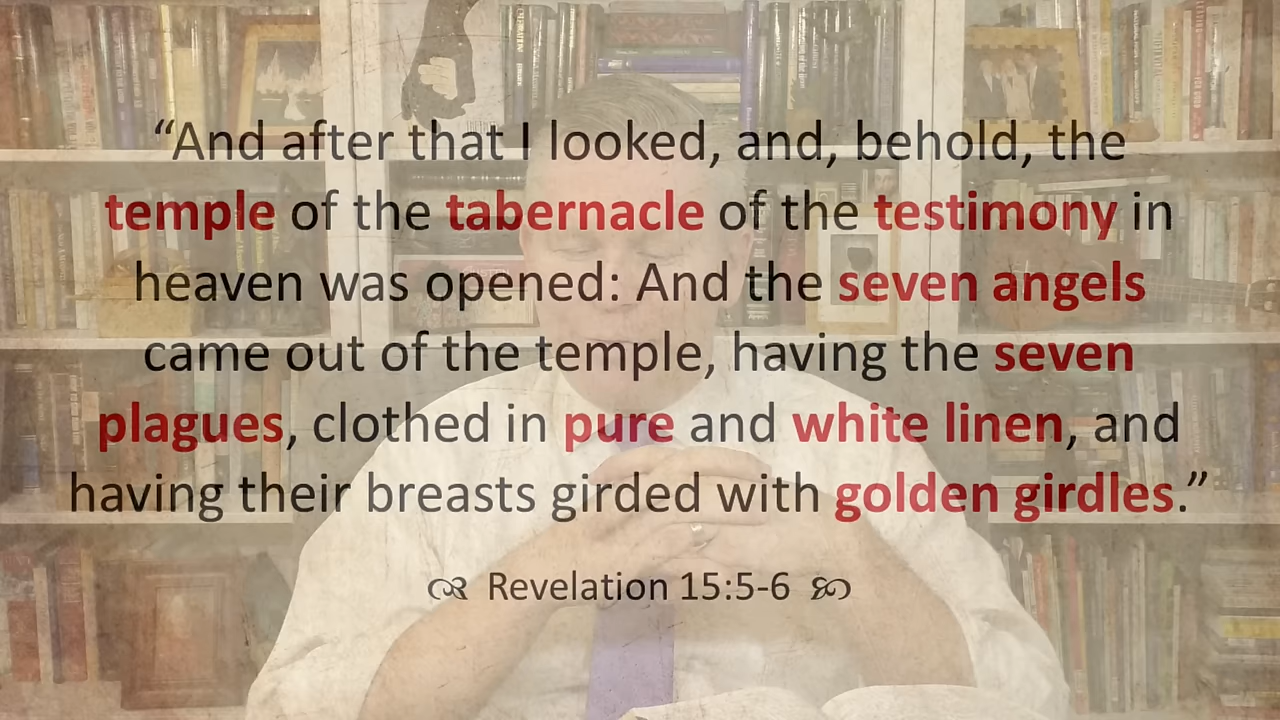 “And after that I looked, and, behold, the
temple of the tabernacle of the testimony in
heaven was opened: And the seven angels
came out of the temple, having the seven
plagues, clothed in pure and white linen, and
having their breasts girded with golden girdles.”
Revelation 15:5-6